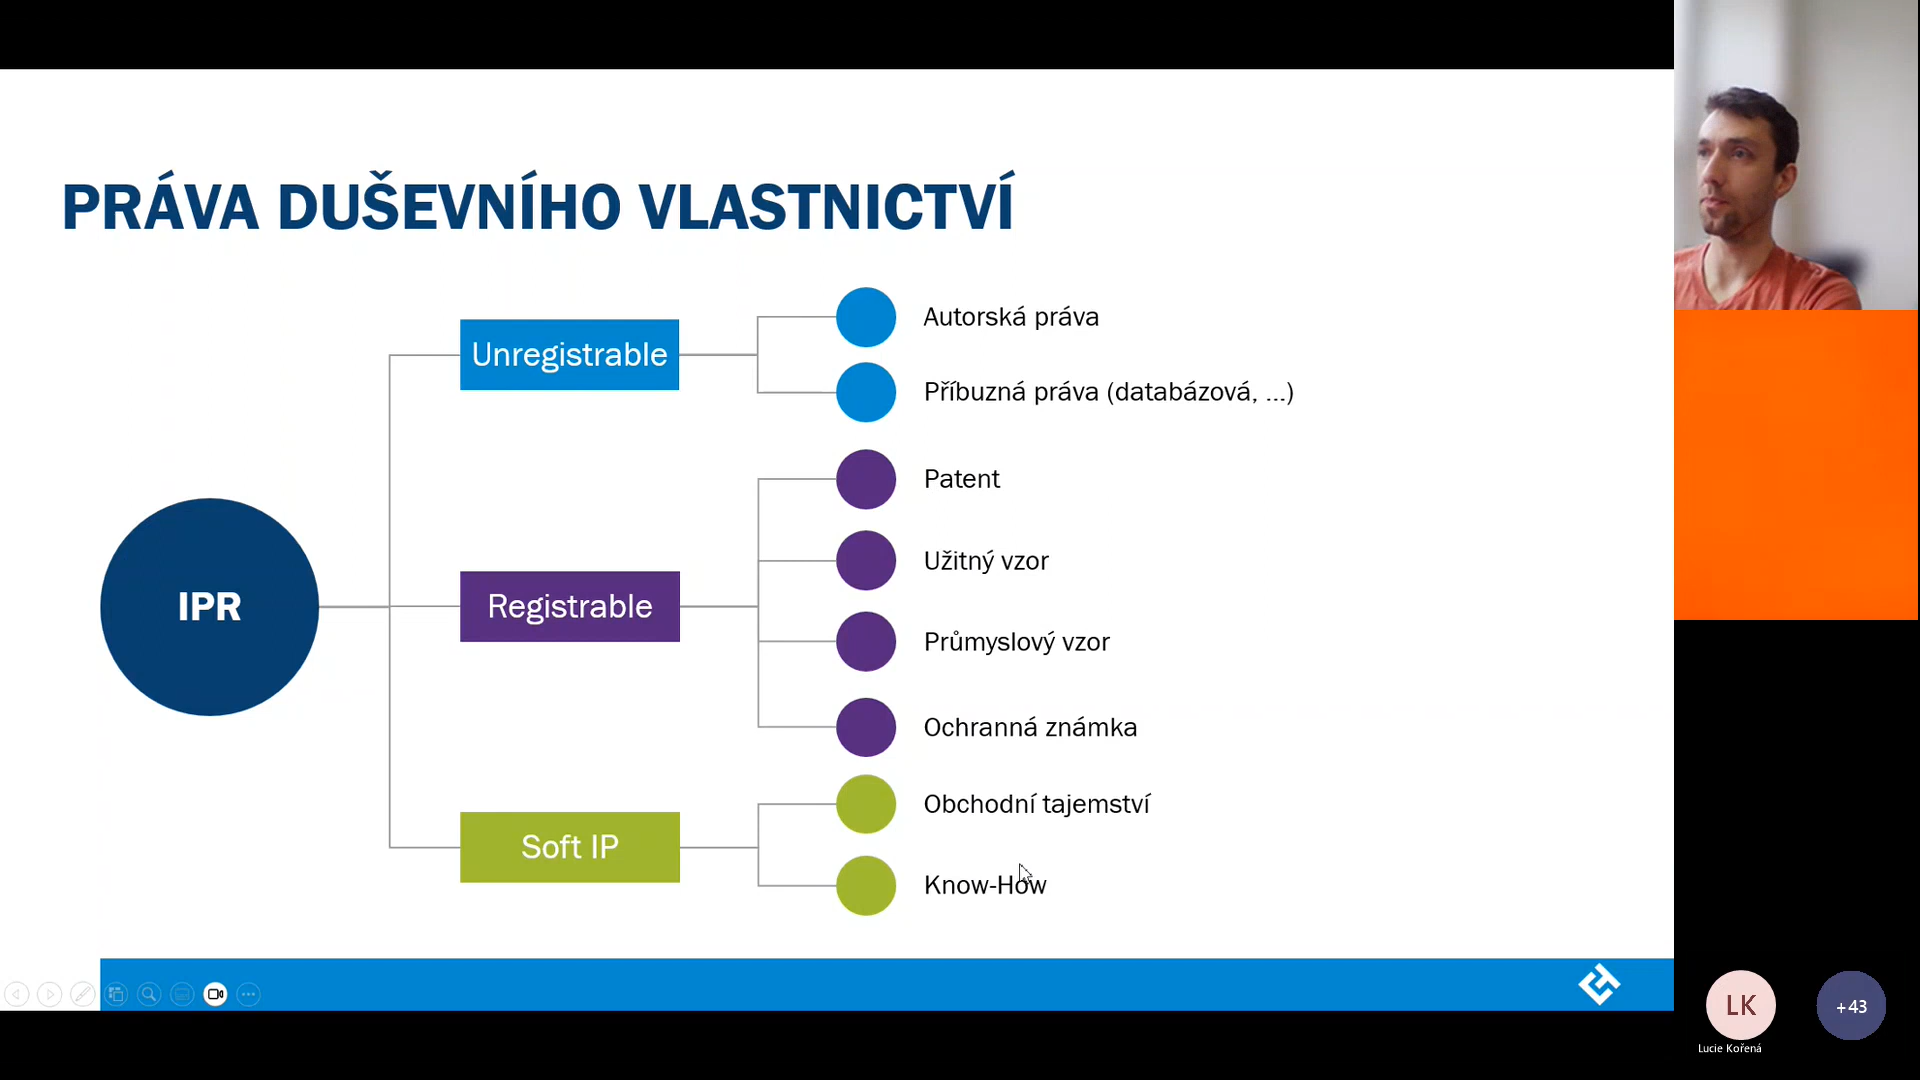 PRÁVA DUŠEVNÍHO VLASTNICTVÍ
IPR
Unregistrable
Autorská práva
Příbuzná práva (databázová, ...)
Registrable
Patent
Užitný vzor
Průmyslový vzor
Ochranná známka
Soft IP
Obchodní tajemství
Know-How
LK
Lucie Kořená
+43